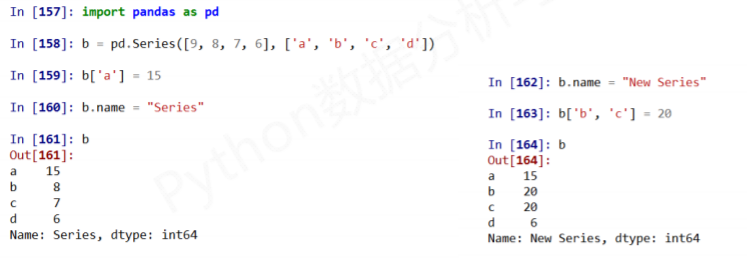 In [157]: import pandas as pd
In [158]: b = pd.Series([9, 8, 7, 6], ['a', 'b', 'c', 'd'])
In [159]: b['a'] = 15
In [160]: b.name = "Series"
In [161]: b
Out[161]:
a    15
b     8
c     7
d     6
Name: Series, dtype: int64
In [162]: b.name = "New Series"
In [163]: b['b', 'c'] = 20
In [164]: b
Out[164]:
a    15
b    20
c    20
d     6
Name: New Series, dtype: int64
Python数据分析与